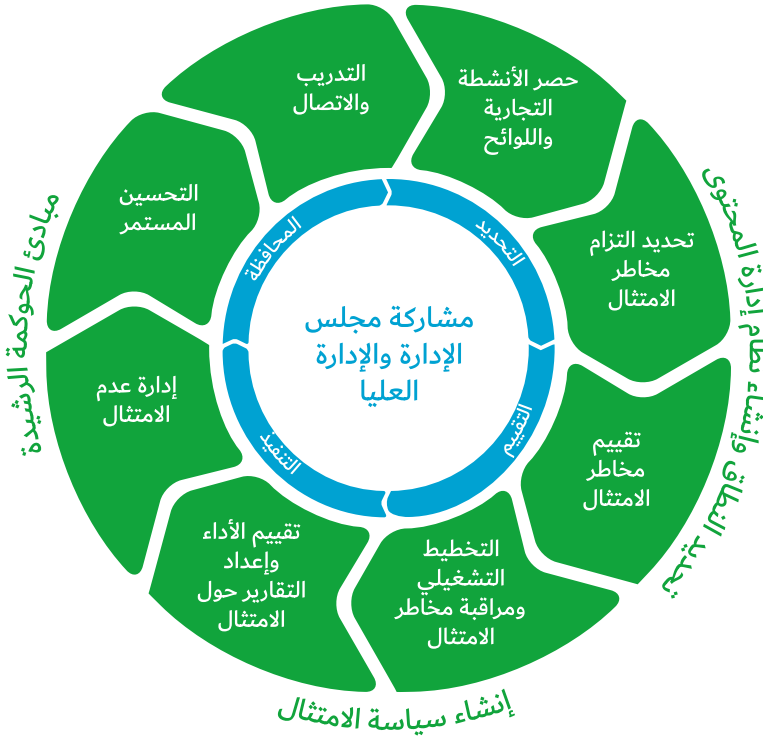 حصر الأنشطة
التجارية
واللوائح
تحديد التزام
مخاطر
الامتثال
تقييم
مخاطر
الامتثال
التخطيط
التشغيلي
ومراقبة مخاطر
الامتثال
تقييم الأداء
وإعداد
التقارير حول
الامتثال
إدارة عدم
الامتثال
التحسين
المستمر
التدريب
والاتصال
التحديد
التقييم
التنفيذ
المحافظة
مشاركة مجلس
الإدارة والإدارة
العليا
تحديد النطاق وإنشاء نظام إدارة المحتوى
إنشاء سياسة الامتثال
مبادئ الحوكمة الرشيدة